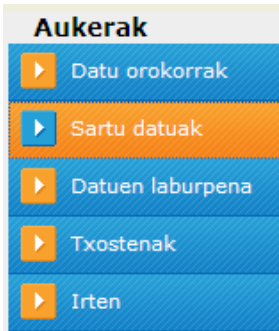 Aukerak
Datu orokorrak
Sartu datuak
Datuen laburpena
Txostenak
Irten